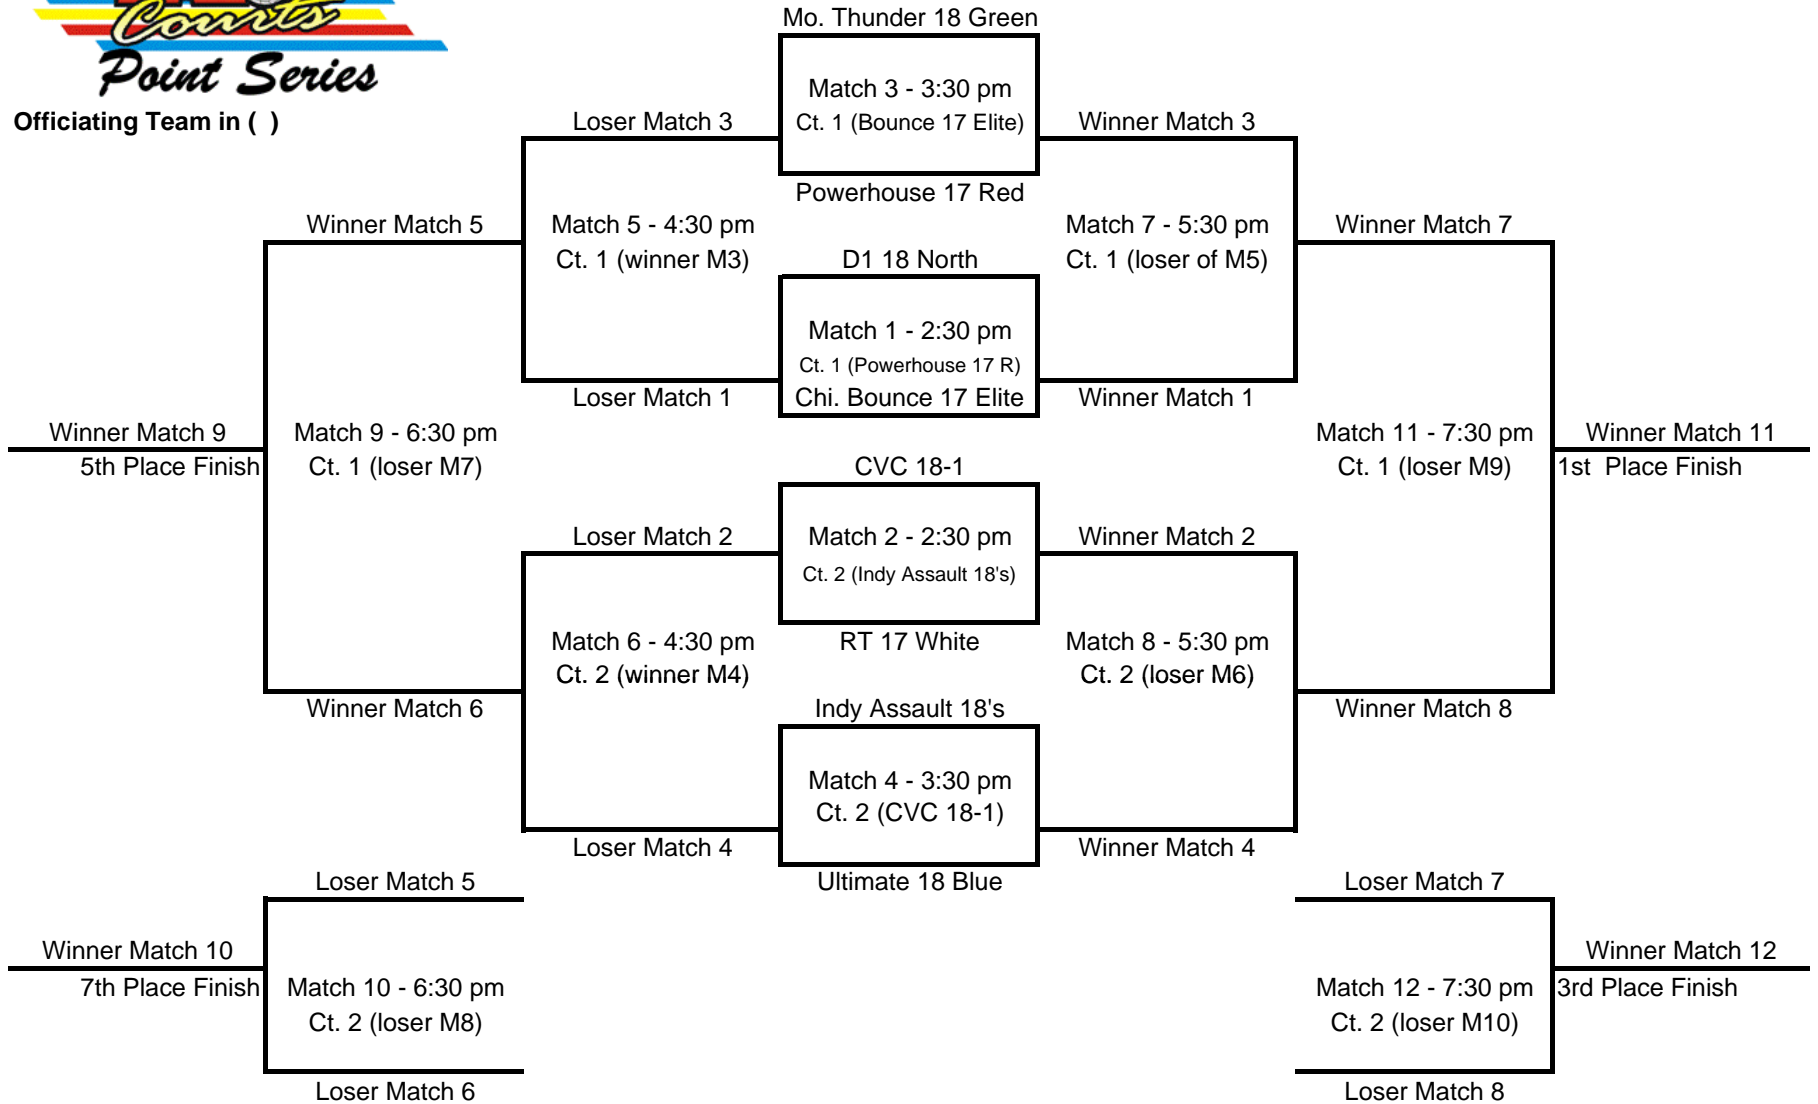 Courts
Point Series
Officiating Team in ( )
Mo. Thunder 18 Green
Match 3 - 3:30 pm
Ct. 1 (Bounce 17 Elite)
Loser Match 3
Winner Match 3
Powerhouse 17 Red
Winner Match 5
Match 5 - 4:30 pm
Ct. 1 (winner M3)
Match 7 - 5:30 pm
Ct. 1 (loser of M5)
Winner Match 7
D1 18 North
Match 1 - 2:30 pm
Ct. 1 (Powerhouse 17 R)
Chi. Bounce 17 Elite
Loser Match 1
Winner Match 1
Winner Match 9
5th Place Finish
Match 9 - 6:30 pm
Ct. 1 (loser M7)
Match 11 - 7:30 pm
Ct. 1 (loser M9)
Winner Match 11
1st  Place Finish
CVC 18-1
Loser Match 2
Match 2 - 2:30 pm
Ct. 2 (Indy Assault 18's)
Winner Match 2
RT 17 White
Match 6 - 4:30 pm
Ct. 2 (winner M4)
Match 8 - 5:30 pm
Ct. 2 (loser M6)
Winner Match 6
Winner Match 8
Indy Assault 18's
Match 4 - 3:30 pm
Ct. 2 (CVC 18-1)
Loser Match 4
Winner Match 4
Ultimate 18 Blue
Loser Match 5
Loser Match 7
Winner Match 10
7th Place Finish
Match 10 - 6:30 pm
Ct. 2 (loser M8)
Match 12 - 7:30 pm
Ct. 2 (loser M10)
Winner Match 12
3rd Place Finish
Loser Match 6
Loser Match 8